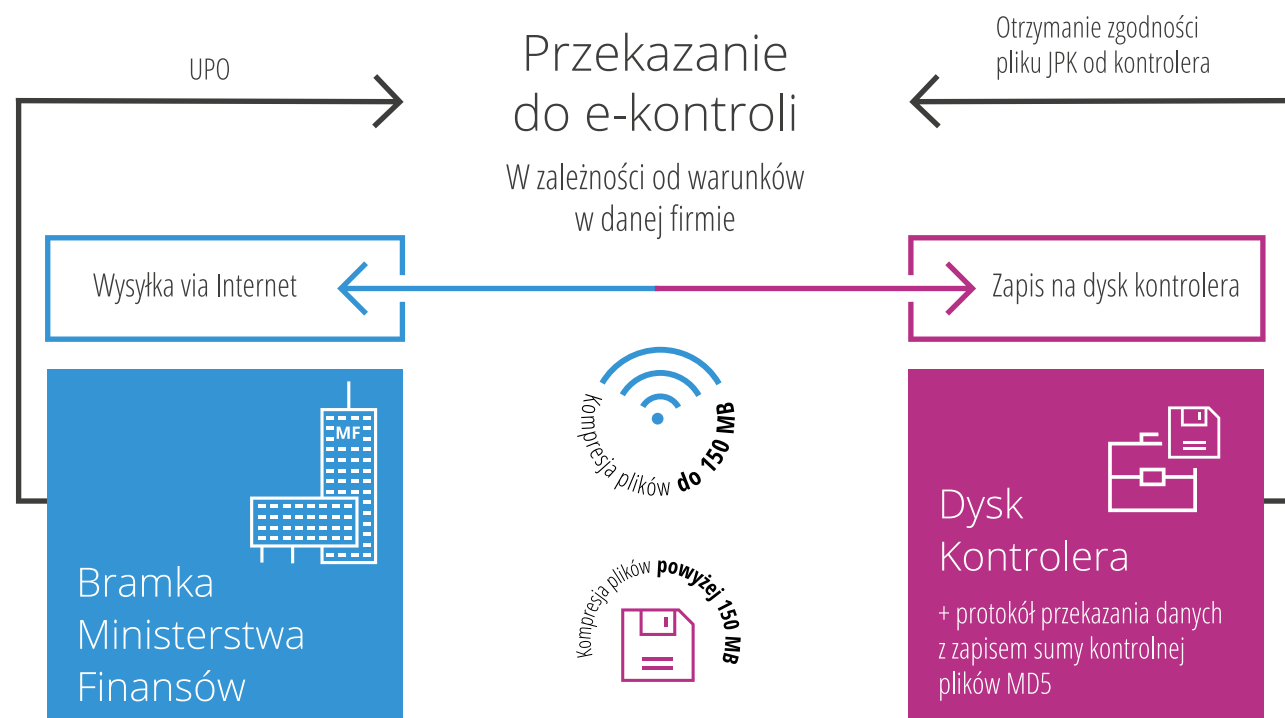 UPO
Przekazanie
do e-kontroli
W zależności od warunków
w danej firmie
Otrzymanie zgodności
pliku JPK od kontrolera
Wysyłka via Internet
Zapis na dysk kontrolera
Kompresja plików do 150 MB
MF
Bramka
Ministerstwa
Finansów
Kompresja plików powyżej 150 MB
Dysk
Kontrolera
+ protokół przekazania danych
z zapisem sumy kontrolnej
plików MD5